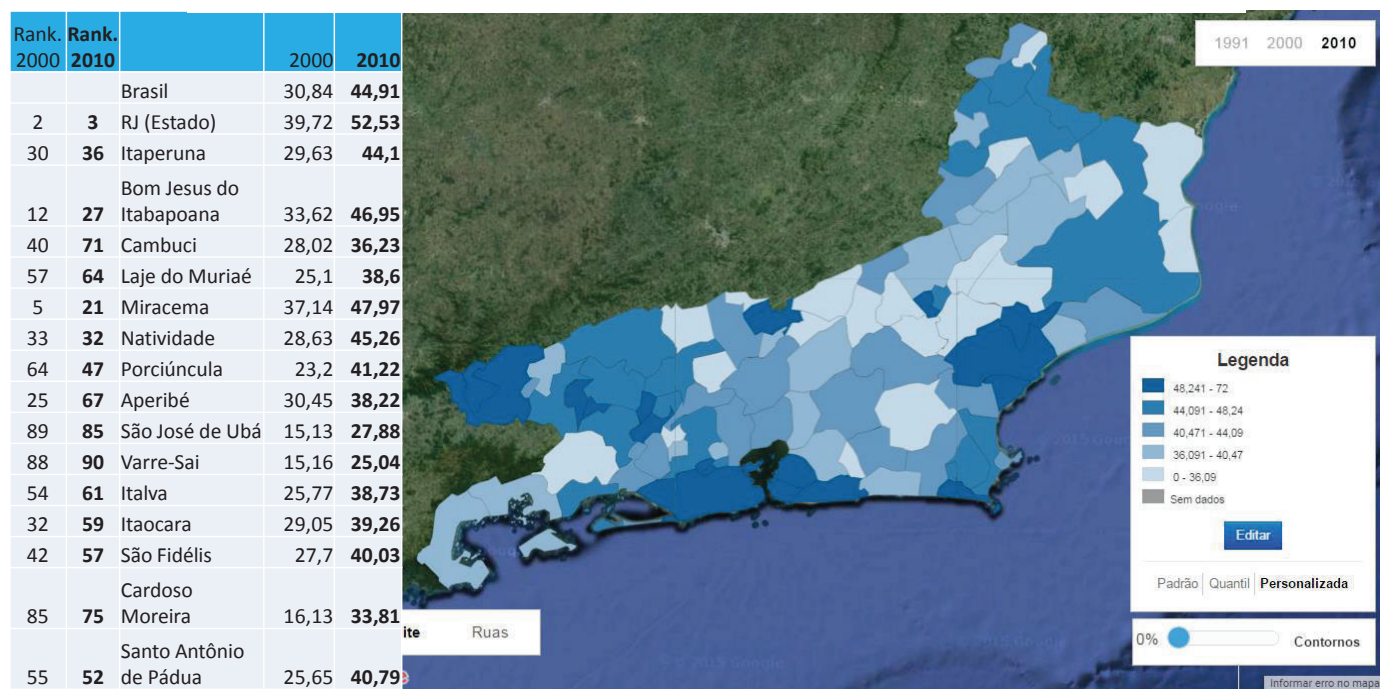 Rank. Rank.
2000 2010 2000 2010
Brasil 30,84 44,91
2 3 RJ (Estado) 39,72 52,53
30 36 Itaperuna 29,63 44,1
Bom Jesus do
12 27 Itabapoana 33,62 46,95
40 71 Cambuci 28,02 36,23
57 64 Laje do Muriaé 25,1 38,6
5 21 Miracema 37,14 47,97
33 32 Natividade 28,63 45,26
64 47 Porciúncula 23,2 41,22
25 67 Aperibé 30,45 38,22
89 85 São José de Ubá 15,13 27,88
88 90 Varre-Sai 15,16 25,04
54 61 Italva 25,77 38,73
32 59 Itaocara 29,05 39,26
42 57 São Fidélis 27,7 40,03
Cardoso
85 75 Moreira 16,13 33,81
Santo Antônio
55 52 de Pádua 25,65 40,79
1991 2000 2010
Legenda
48,241 - 72
44,091 - 48,24
40,471 - 44,09
36,091 - 40,47
0 - 36,09
Sem dados
Editar
Padrão Quantil Personalizada
0% Contornos
ite Ruas
Informar erro no mapa